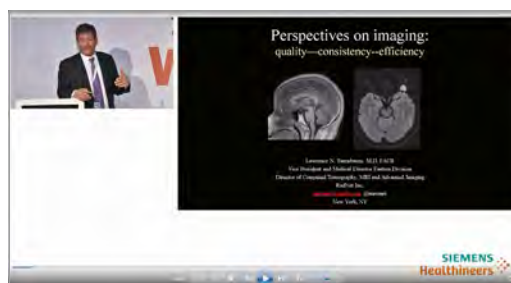 Perspectives on imaging:
quality—consistency--efficiency
Lawrence N. M.D. FACR
Vice President and Medical Director Eastern Division
Director of Computed Tomography, MRI and Advanced Imaging
RadNet Inc.
New York, NY
SIEMENS
Healthineers